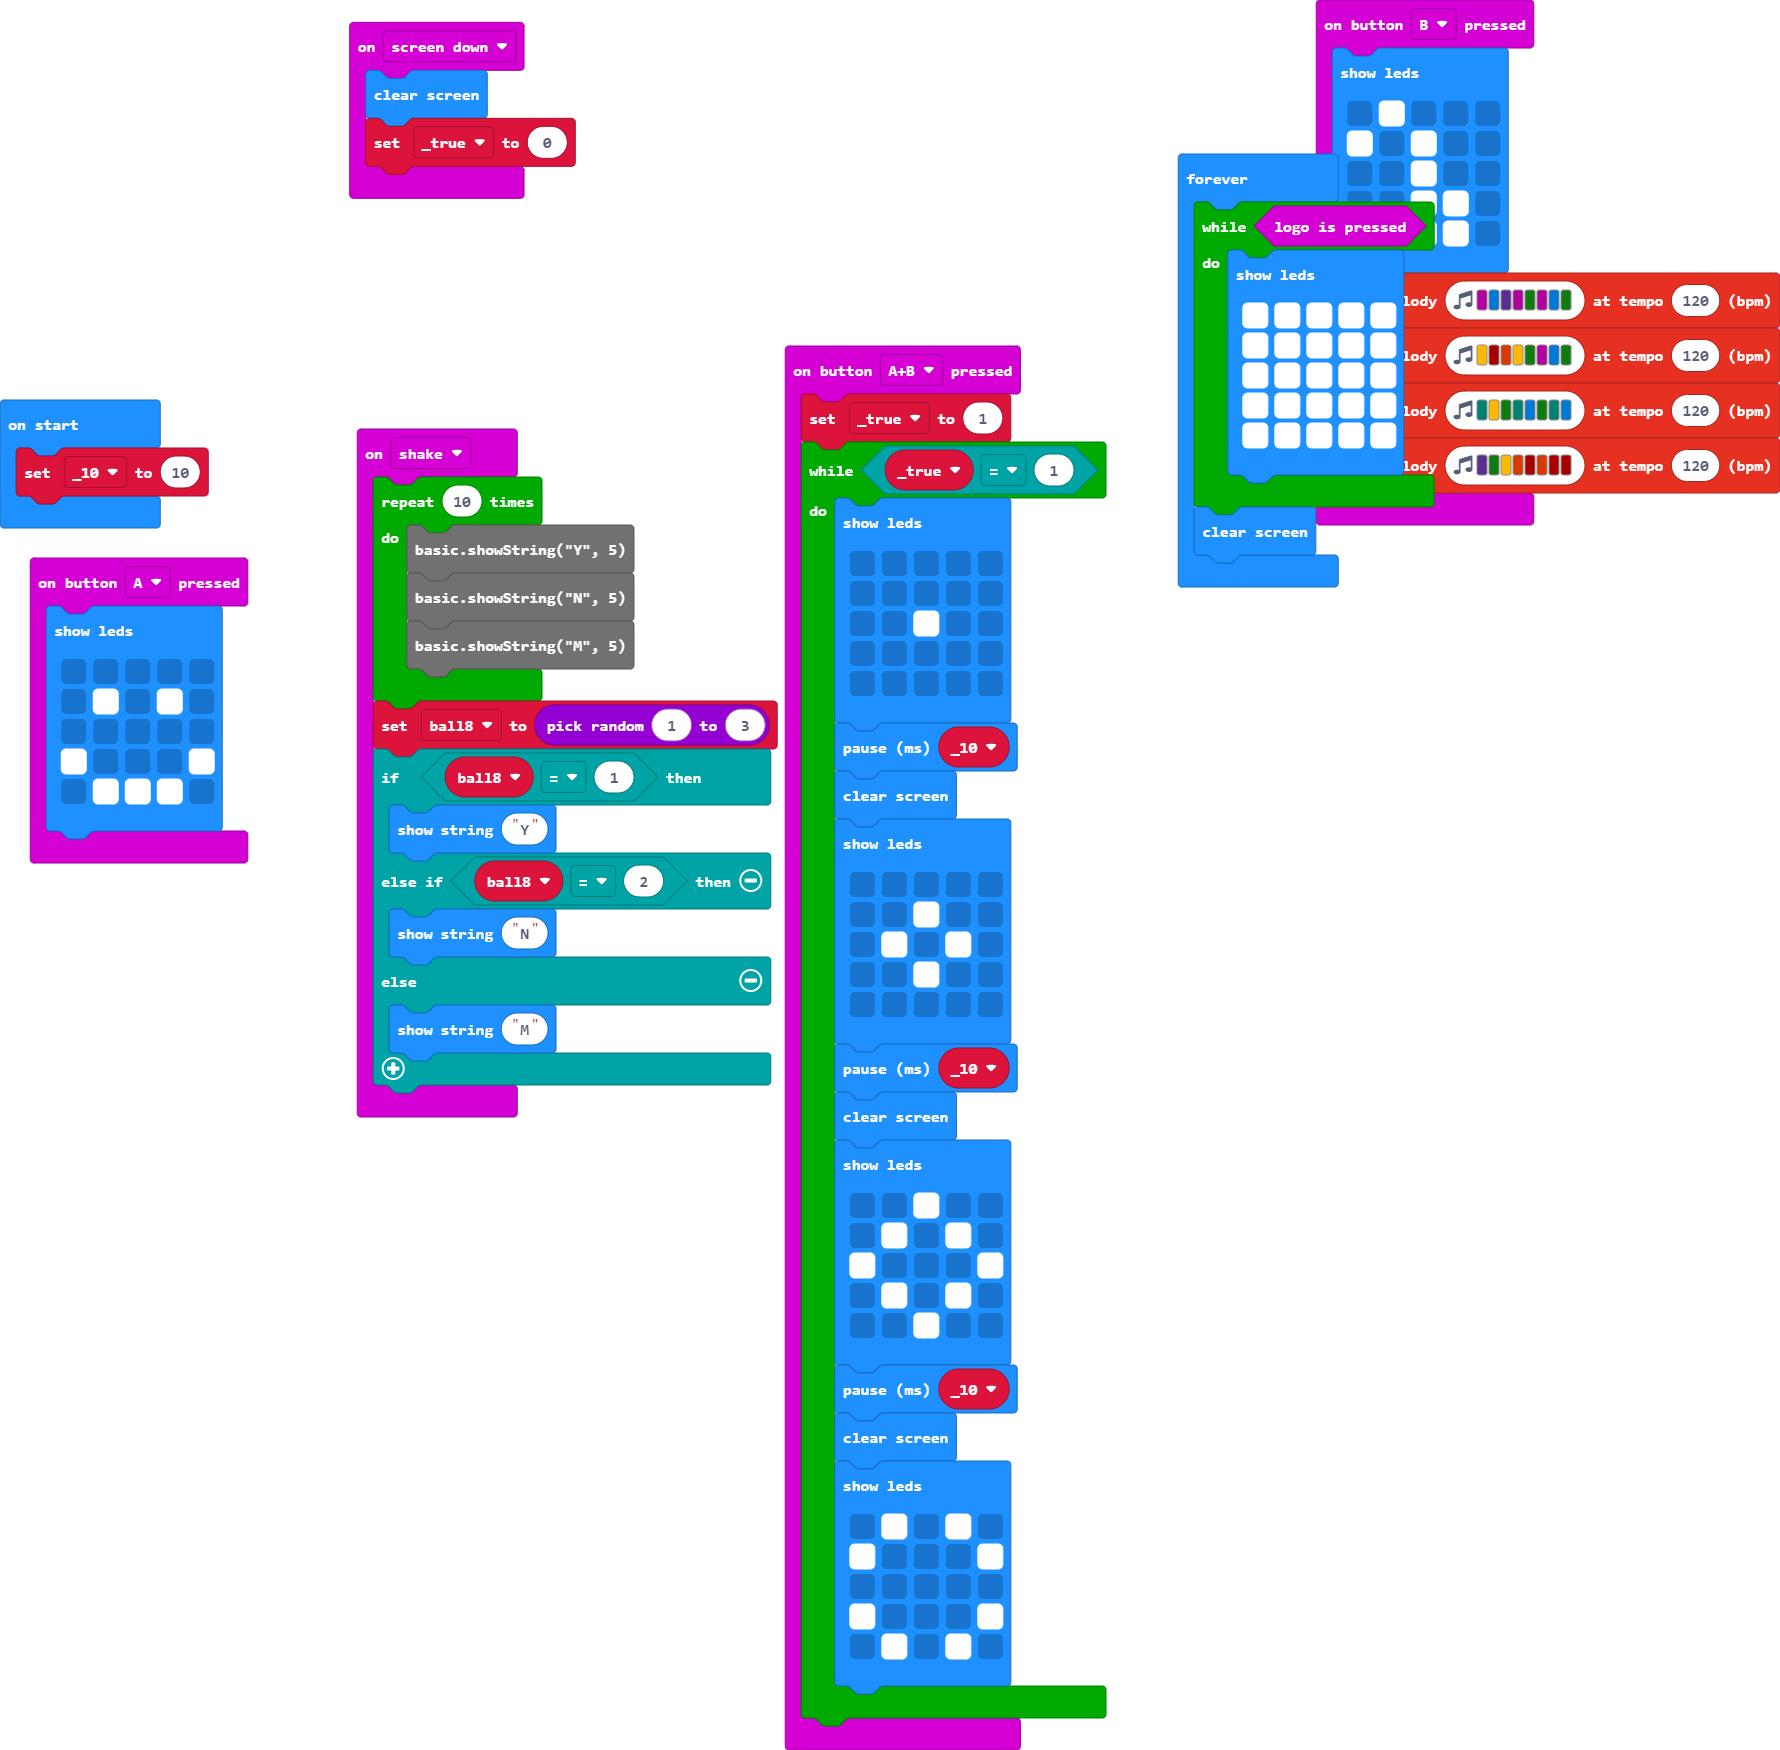 on screen down
clear screen
set _true to 0
on start
set _10 to 10
on button A pressed
show leds
on shake
repeat 10 times
do
basic.showString("Y", 5)
basic.showString("N", 5)
basic.showString("M", 5)
set ball8 to pick random 1 to 3
if ball8 = 1 then
show string "Y"
else if ball8 = 2 then
show string "N"
else
show string "M"
on button A+B pressed
set _true to 1
while _true = 1
do
show leds
pause (ms) _10
clear screen
show leds
pause (ms) _10
clear screen
show leds
pause (ms) _10
clear screen
show leds
on button B pressed
show leds
forever
while logo is pressed
do
show leds
clear screen
lody at tempo 120 (bpm)
lody at tempo 120 (bpm)
lody at tempo 120 (bpm)
lody at tempo 120 (bpm)